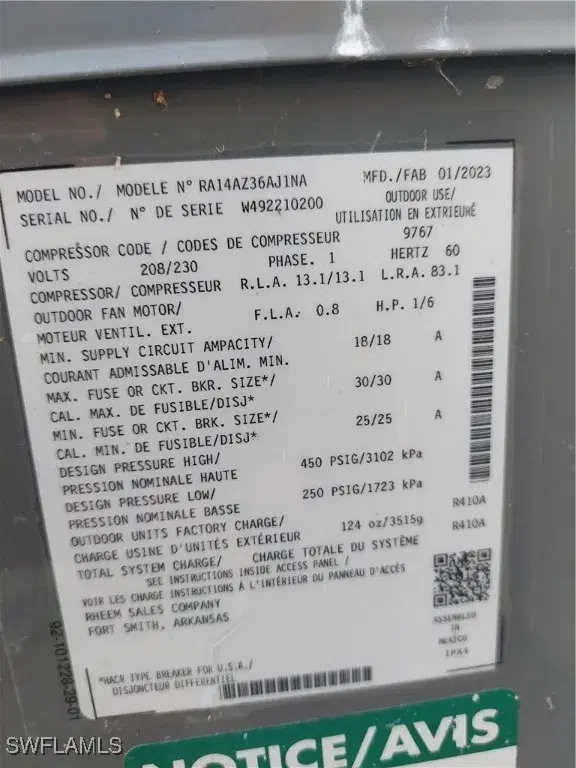 MODEL NO./ MODELE N° RA14AZ36AJ1NA MFD./FAB 01/2023
SERIAL NO./ N° DE SERIE W492210200 OUTDOOR USE/
UTILISATION EN EXTRIEURÉ
COMPRESSOR CODE / CODES DE COMPRESSEUR 9767
VOLTS 208/230 PHASE. 1 HERTZ 60
COMPRESSOR/ COMPRESSEUR R.L.A. 13.1/13.1 L.R.A. 83.1
OUTDOOR FAN MOTOR/ F.L.A. 0.8 H.P. 1/6
MOTEUR VENTIL. EXT.
MIN. SUPPLY CIRCUIT AMPACITY/ 18/18 A
COURANT ADMISSABLE D'ALIM. MIN.
MAX. FUSE OR CKT. BKR. SIZE*/ 30/30 A
CAL. MAX. DE FUSIBLE/DISJ*
MIN. FUSE OR CKT. BRK. SIZE*/ 25/25 A
CAL. MIN. DE FUSIBLE/DISJ*
DESIGN PRESSURE HIGH/ 450 PSIG/3102 kPa
PRESSION NOMINALE HAUTE
DESIGN PRESSURE LOW/ 250 PSIG/1723 kPa
PRESSION NOMINALE BASSE R410A
OUTDOOR UNITS FACTORY CHARGE/ 124 oz/3515g R410A
CHARGE USINE D'UNITÉS EXTÉRIEUR
TOTAL SYSTEM CHARGE/ CHARGE TOTALE DU SYSTÈME
SEE INSTRUCTIONS INSIDE ACCESS PANEL /
VOIR LES CHARGE INSTRUCTIONS À L'INTÉRIEUR DU PANNEAU D'ACCÉS
RHEEM SALES COMPANY
FORT SMITH, ARKANSAS
ASSEMBLED
IN
MEXICO
IPX4
*HACR TYPE BREAKER FOR U.S.A./
DISJONCTEUR DIFFERENTIEL
92-101228-29-01
NOTICE/AVIS
SWFLAMLS